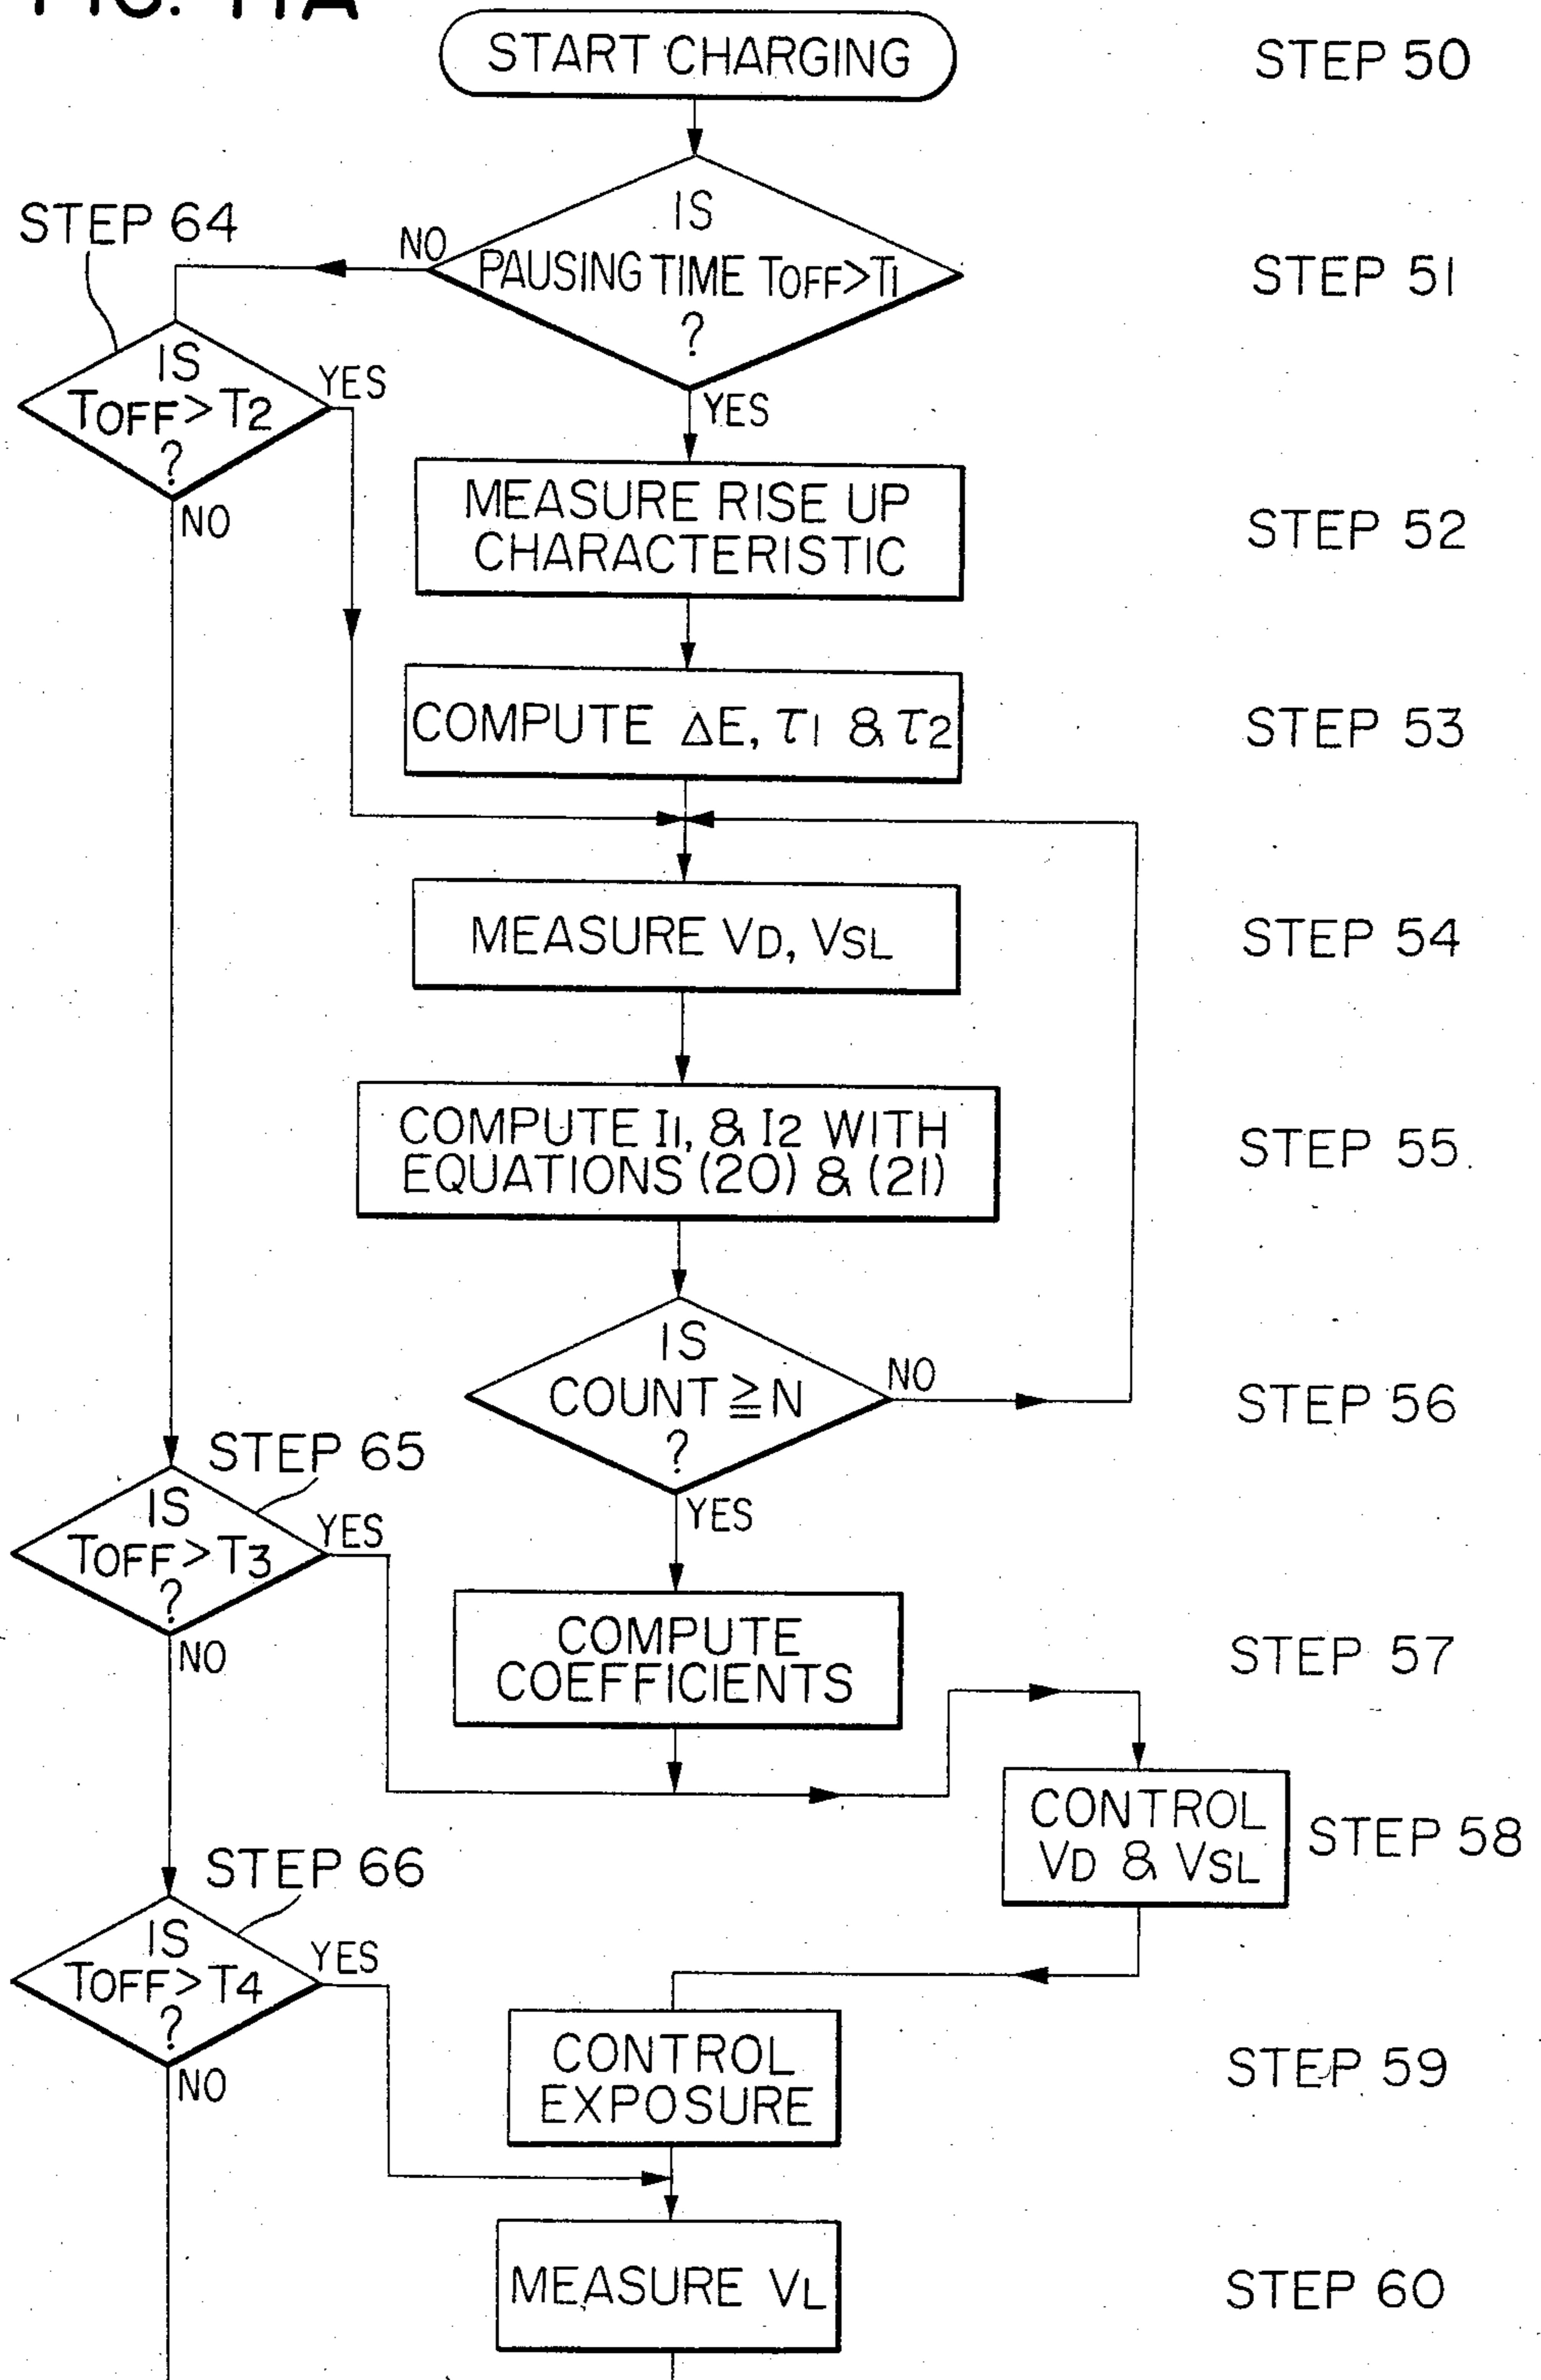 FIG. 11A
START CHARGING
STEP 50
IS
PAUSING TIME TOFF>T1
?
STEP 51
NO
YES
STEP 64
IS
TOFF>T2
?
YES
NO
MEASURE RISE UP
CHARACTERISTIC
STEP 52
COMPUTE ΔE, τ1 & τ2
STEP 53
MEASURE VD, VSL
STEP 54
COMPUTE I1, & I2 WITH
EQUATIONS (20) & (21)
STEP 55
IS
COUNT ≧ N
?
NO
STEP 56
YES
STEP 65
IS
TOFF>T3
?
YES
NO
COMPUTE
COEFFICIENTS
STEP 57
CONTROL
VD & VSL
STEP 58
STEP 66
IS
TOFF>T4
?
YES
NO
CONTROL
EXPOSURE
STEP 59
MEASURE VL
STEP 60